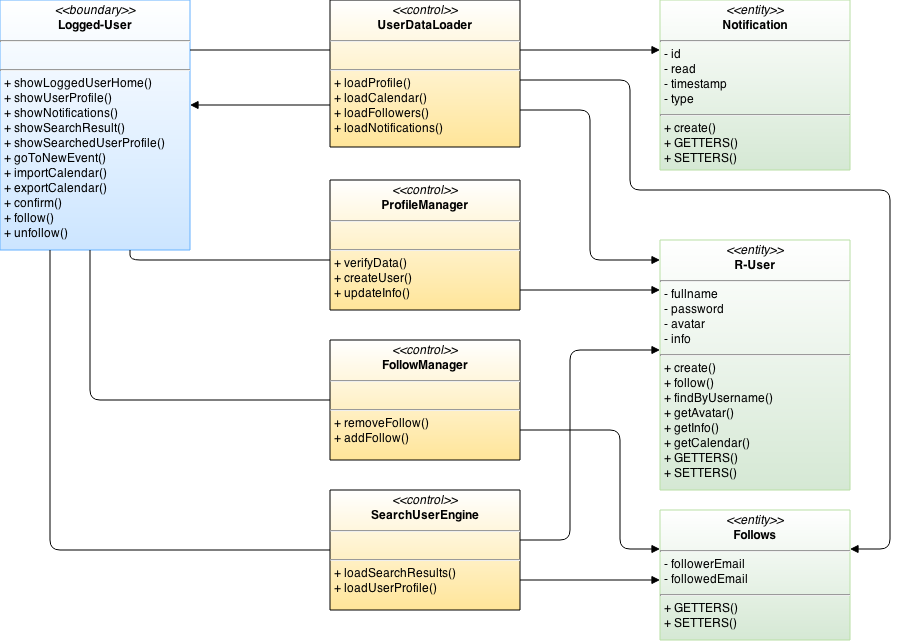 <<boundary>>
Logged-User
+ showLoggedUserHome()
+ showUserProfile()
+ showNotifications()
+ showSearchResult()
+ showSearchedUserProfile()
+ goToNewEvent()
+ importCalendar()
+ exportCalendar()
+ confirm()
+ follow()
+ unfollow()
<<control>>
UserDataLoader
+ loadProfile()
+ loadCalendar()
+ loadFollowers()
+ loadNotifications()
<<control>>
ProfileManager
+ verifyData()
+ createUser()
+ updateInfo()
<<control>>
FollowManager
+ removeFollow()
+ addFollow()
<<control>>
SearchUserEngine
+ loadSearchResults()
+ loadUserProfile()
<<entity>>
Notification
- id
- read
- timestamp
- type
+ create()
+ GETTERS()
+ SETTERS()
<<entity>>
R-User
- fullname
- password
- avatar
- info
+ create()
+ follow()
+ findByUsername()
+ getAvatar()
+ getInfo()
+ getCalendar()
+ GETTERS()
+ SETTERS()
<<entity>>
Follows
- followerEmail
- followedEmail
+ GETTERS()
+ SETTERS()